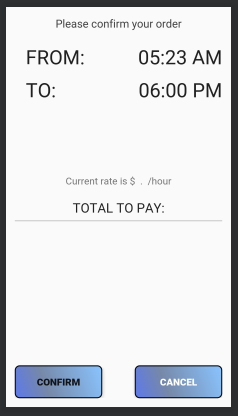 Please confirm your order
FROM: 05:23 AM
TO: 06:00 PM
Current rate is $ . /hour
TOTAL TO PAY:
CONFIRM CANCEL